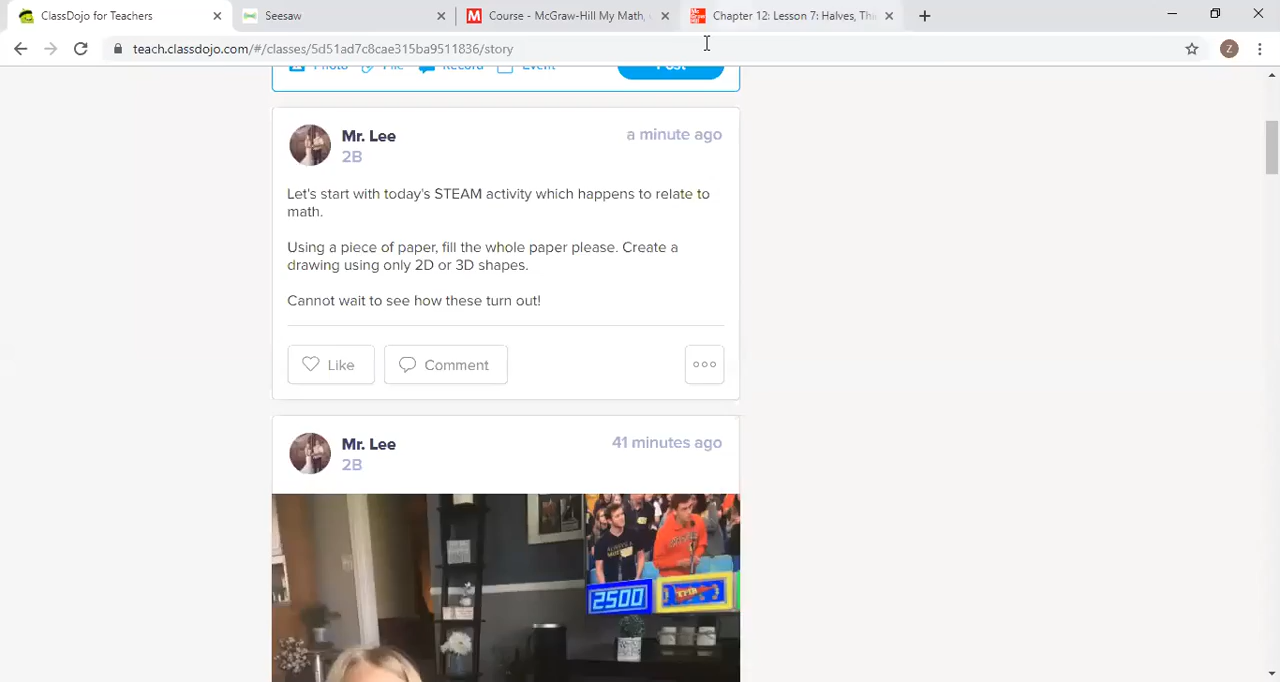 ClassDojo for Teachers
Seesaw
Course - McGraw-Hill My Math,
Chapter 12: Lesson 7: Halves, Thi
teach.classdojo.com/#/classes/5d51ad7c8cae315ba9511836/story
Z
Photo File Record Event Post
Mr. Lee
a minute ago
2B
Let's start with today's STEAM activity which happens to relate to
math.
Using a piece of paper, fill the whole paper please. Create a
drawing using only 2D or 3D shapes.
Cannot wait to see how these turn out!
Like
Comment
Mr. Lee
41 minutes ago
2B
2500